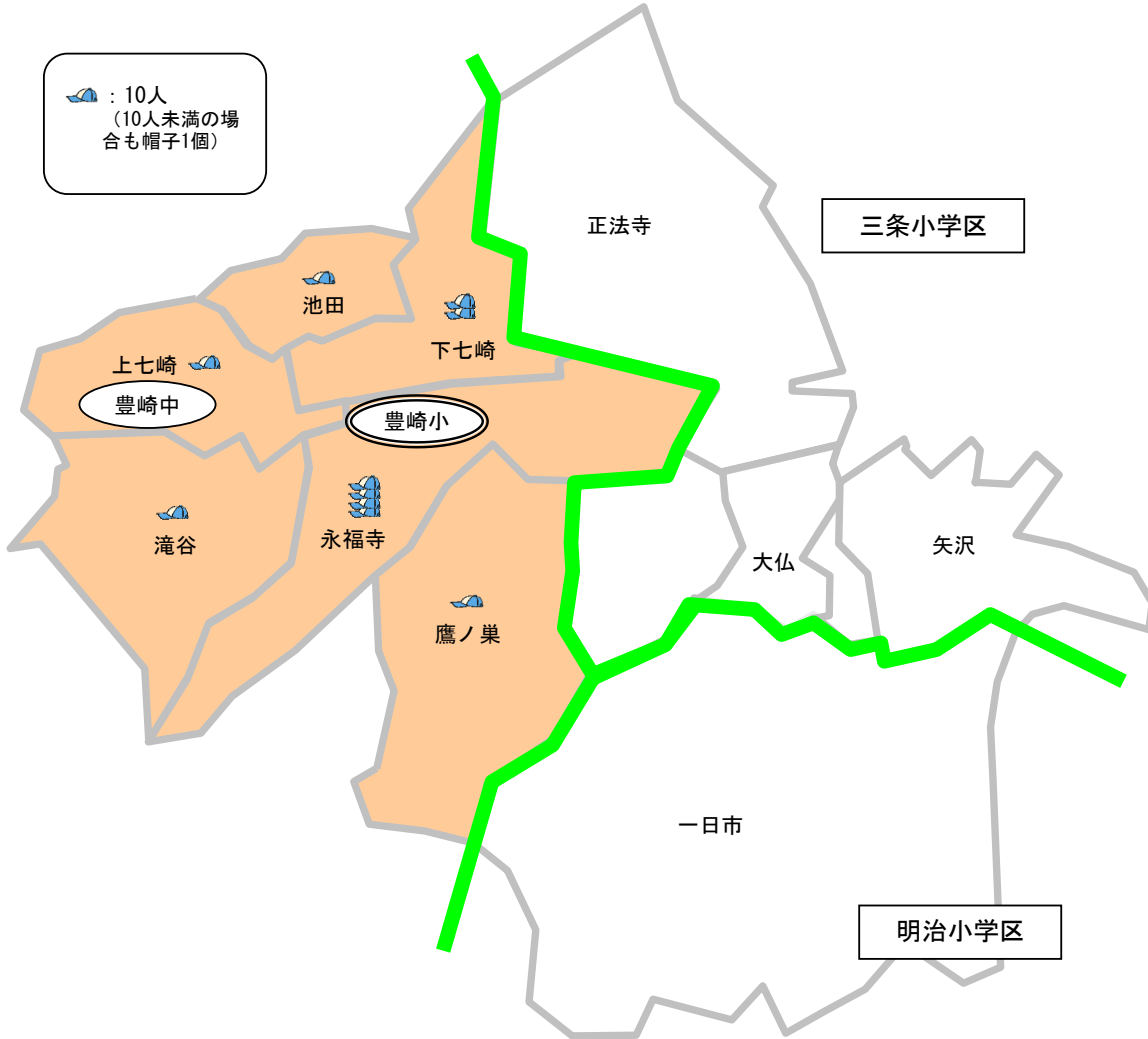 ：10人
（10人未満の場
合も帽子1個）
正法寺
三条小学区
池田
下七崎
上七崎
豊崎中
豊崎小
滝谷
永福寺
大仏
矢沢
鷹ノ巣
一日市
明治小学区